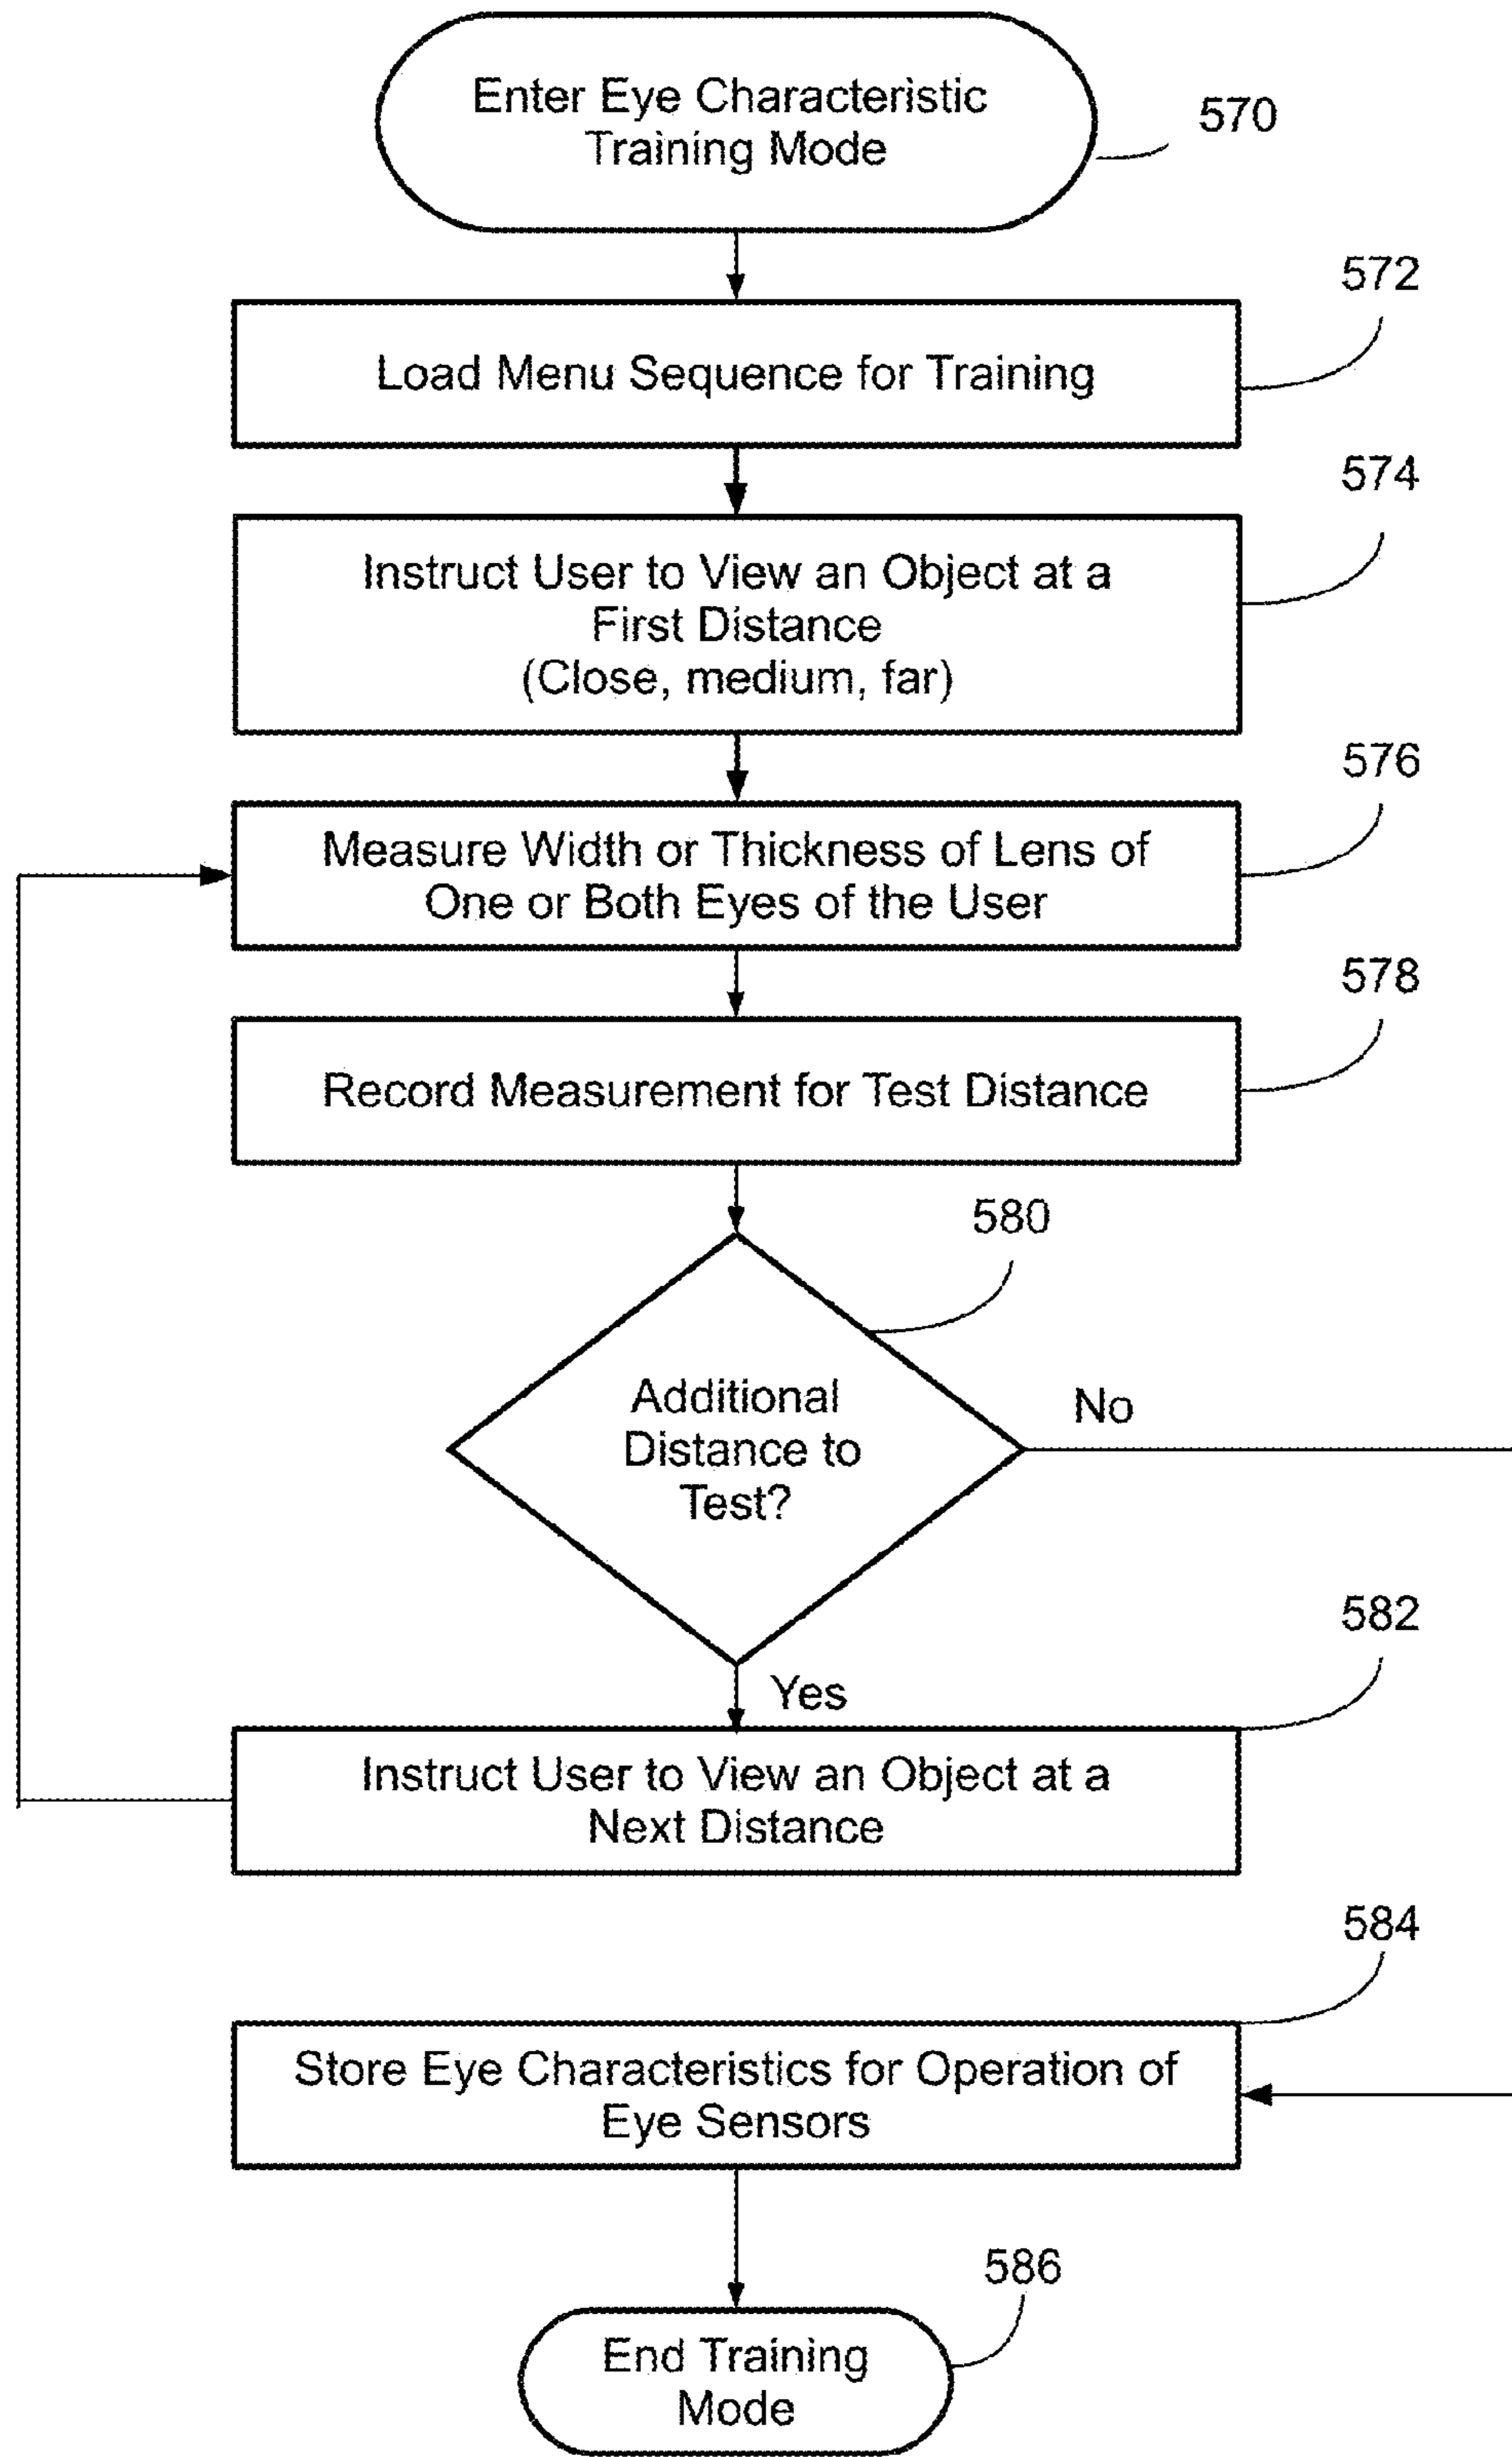 Enter Eye Characteristic
Training Mode
570
572
Load Menu Sequence for Training
574
Instruct User to View an Object at a
First Distance
(Close, medium, far)
576
Measure Width or Thickness of Lens of
One or Both Eyes of the User
578
Record Measurement for Test Distance
580
Additional
Distance to
Test?
No
Yes
582
Instruct User to View an Object at a
Next Distance
584
Store Eye Characteristics for Operation of
Eye Sensors
586
End Training
Mode